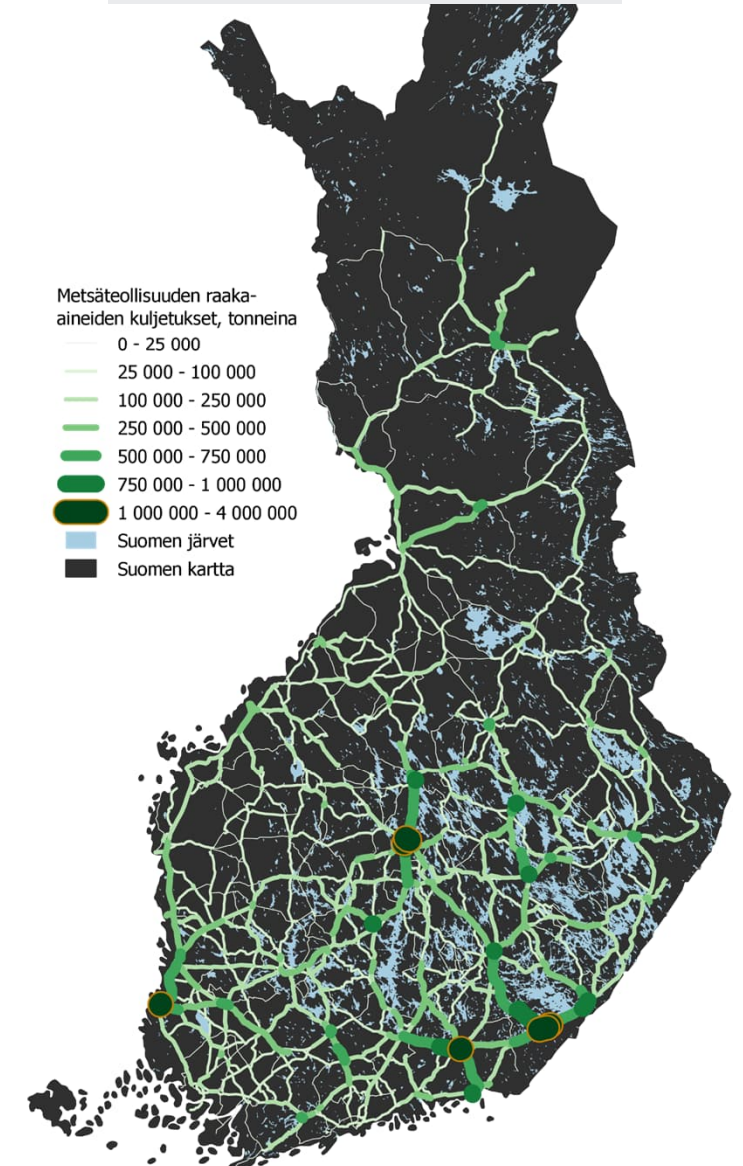 Metsäteollisuuden raaka-
aineiden kuljetukset, tonneina
0 - 25 000
25 000 - 100 000
100 000 - 250 000
250 000 - 500 000
500 000 - 750 000
750 000 - 1 000 000
1 000 000 - 4 000 000
Suomen järvet
Suomen kartta